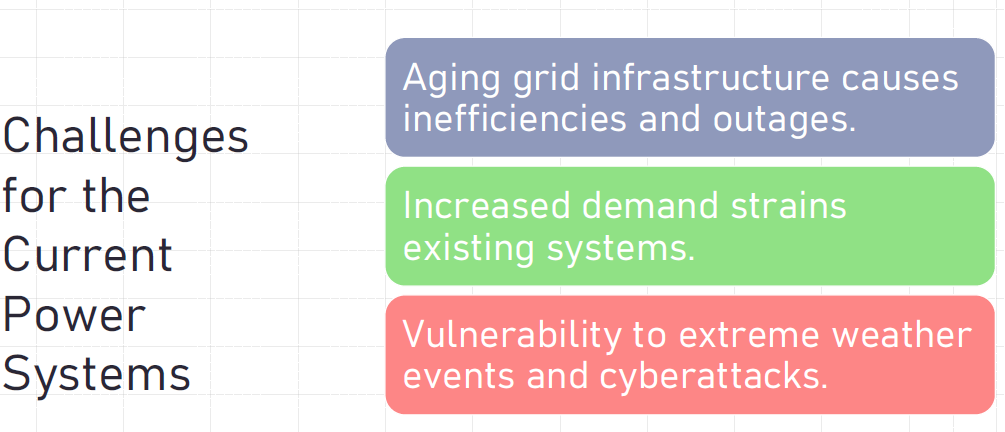 Challenges
for the
Current
Power
Systems
Aging grid infrastructure causes
inefficiencies and outages.
Increased demand strains
existing systems.
Vulnerability to extreme weather
events and cyberattacks.